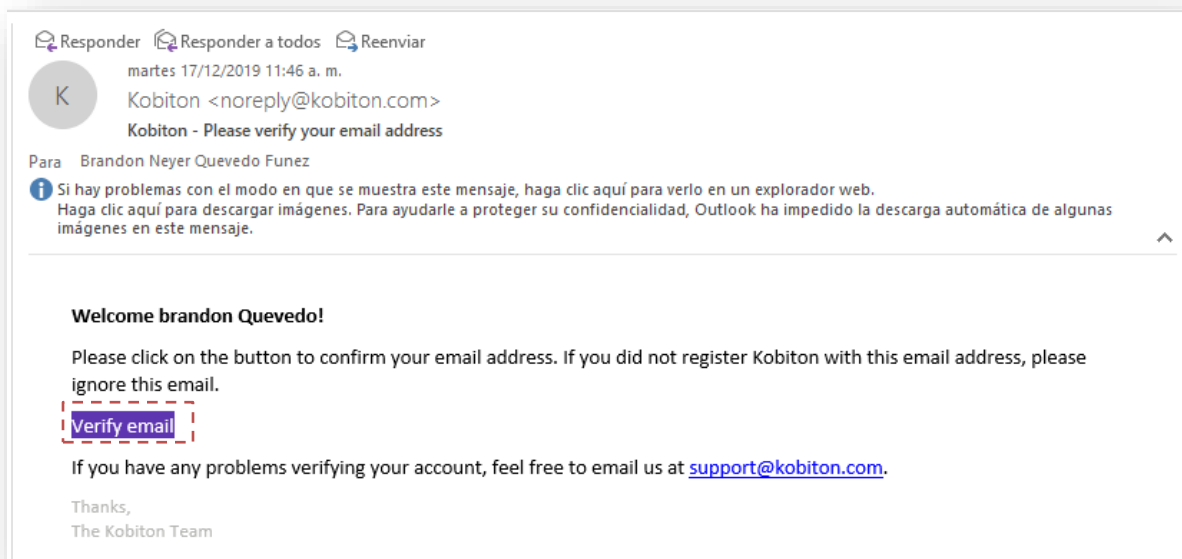 Responder Responder a todos Reenviar
martes 17/12/2019 11:46 a. m.
K
Kobiton <noreply@kobiton.com>
Kobiton - Please verify your email address
Para Brandon Neyer Quevedo Funez
Si hay problemas con el modo en que se muestra este mensaje, haga clic aquí para verlo en un explorador web.
Haga clic aquí para descargar imágenes. Para ayudarle a proteger su confidencialidad, Outlook ha impedido la descarga automática de algunas
imágenes en este mensaje.
Welcome brandon Quevedo!
Please click on the button to confirm your email address. If you did not register Kobiton with this email address, please
ignore this email.
Verify email
If you have any problems verifying your account, feel free to email us at support@kobiton.com.
Thanks,
The Kobiton Team